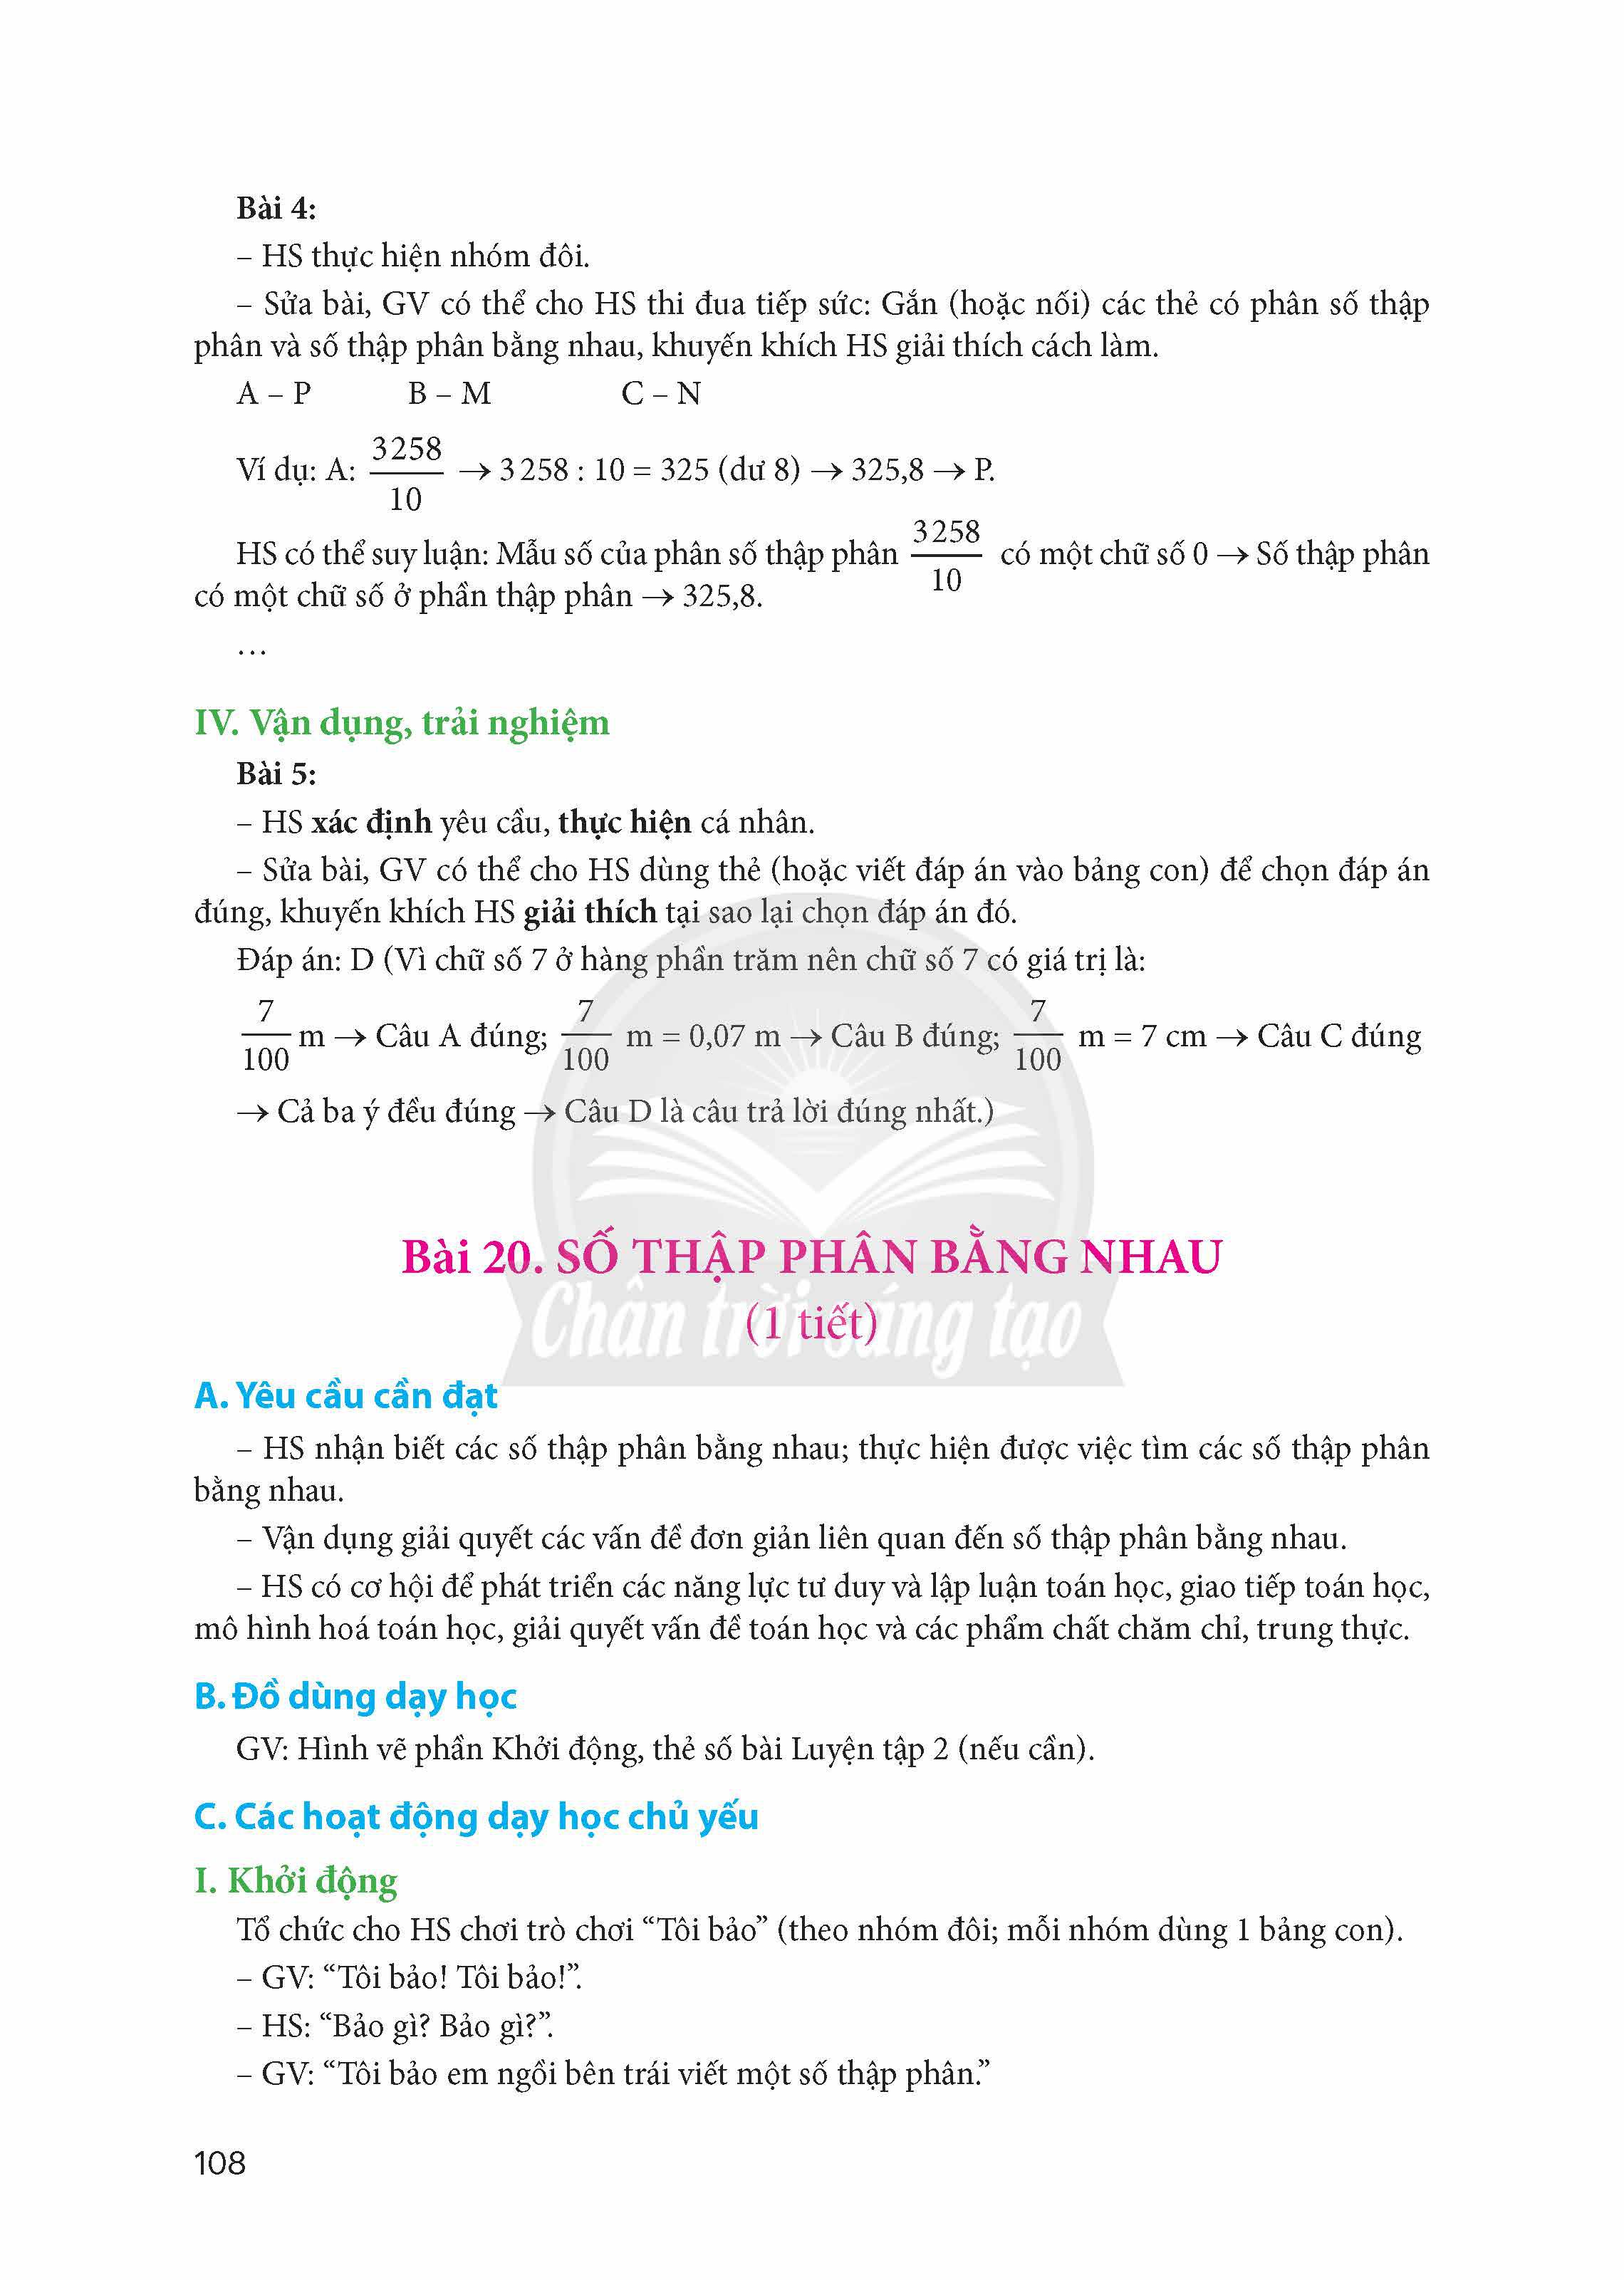 Bài 4:
– HS thực hiện nhóm đôi.
– Sửa bài, GV có thể cho HS thi đua tiếp sức: Gắn (hoặc nối) các thẻ có phân số thập
phân và số thập phân bằng nhau, khuyến khích HS giải thích cách làm.
A – P B – M C – N
Ví dụ: A: 3258/10 → 3 258 : 10 = 325 (dư 8) → 325,8 → P.
HS có thể suy luận: Mẫu số của phân số thập phân 3258/10 có một chữ số 0 → Số thập phân
có một chữ số ở phần thập phân → 325,8.
…
IV. Vận dụng, trải nghiệm
Bài 5:
– HS xác định yêu cầu, thực hiện cá nhân.
– Sửa bài, GV có thể cho HS dùng thẻ (hoặc viết đáp án vào bảng con) để chọn đáp án
đúng, khuyến khích HS giải thích tại sao lại chọn đáp án đó.
Đáp án: D (Vì chữ số 7 ở hàng phần trăm nên chữ số 7 có giá trị là:
7/100 m → Câu A đúng; 7/100 m = 0,07 m → Câu B đúng; 7/100 m = 7 cm → Câu C đúng
→ Cả ba ý đều đúng → Câu D là câu trả lời đúng nhất.)
Bài 20. SỐ THẬP PHÂN BẰNG NHAU
(1 tiết)
Chân trời sáng tạo
A. Yêu cầu cần đạt
– HS nhận biết các số thập phân bằng nhau; thực hiện được việc tìm các số thập phân
bằng nhau.
– Vận dụng giải quyết các vấn đề đơn giản liên quan đến số thập phân bằng nhau.
– HS có cơ hội để phát triển các năng lực tư duy và lập luận toán học, giao tiếp toán học,
mô hình hoá toán học, giải quyết vấn đề toán học và các phẩm chất chăm chỉ, trung thực.
B. Đồ dùng dạy học
GV: Hình vẽ phần Khởi động, thẻ số bài Luyện tập 2 (nếu cần).
C. Các hoạt động dạy học chủ yếu
I. Khởi động
Tổ chức cho HS chơi trò chơi “Tôi bảo” (theo nhóm đôi; mỗi nhóm dùng 1 bảng con).
– GV: “Tôi bảo! Tôi bảo!”.
– HS: “Bảo gì? Bảo gì?”.
– GV: “Tôi bảo em ngồi bên trái viết một số thập phân.”
108